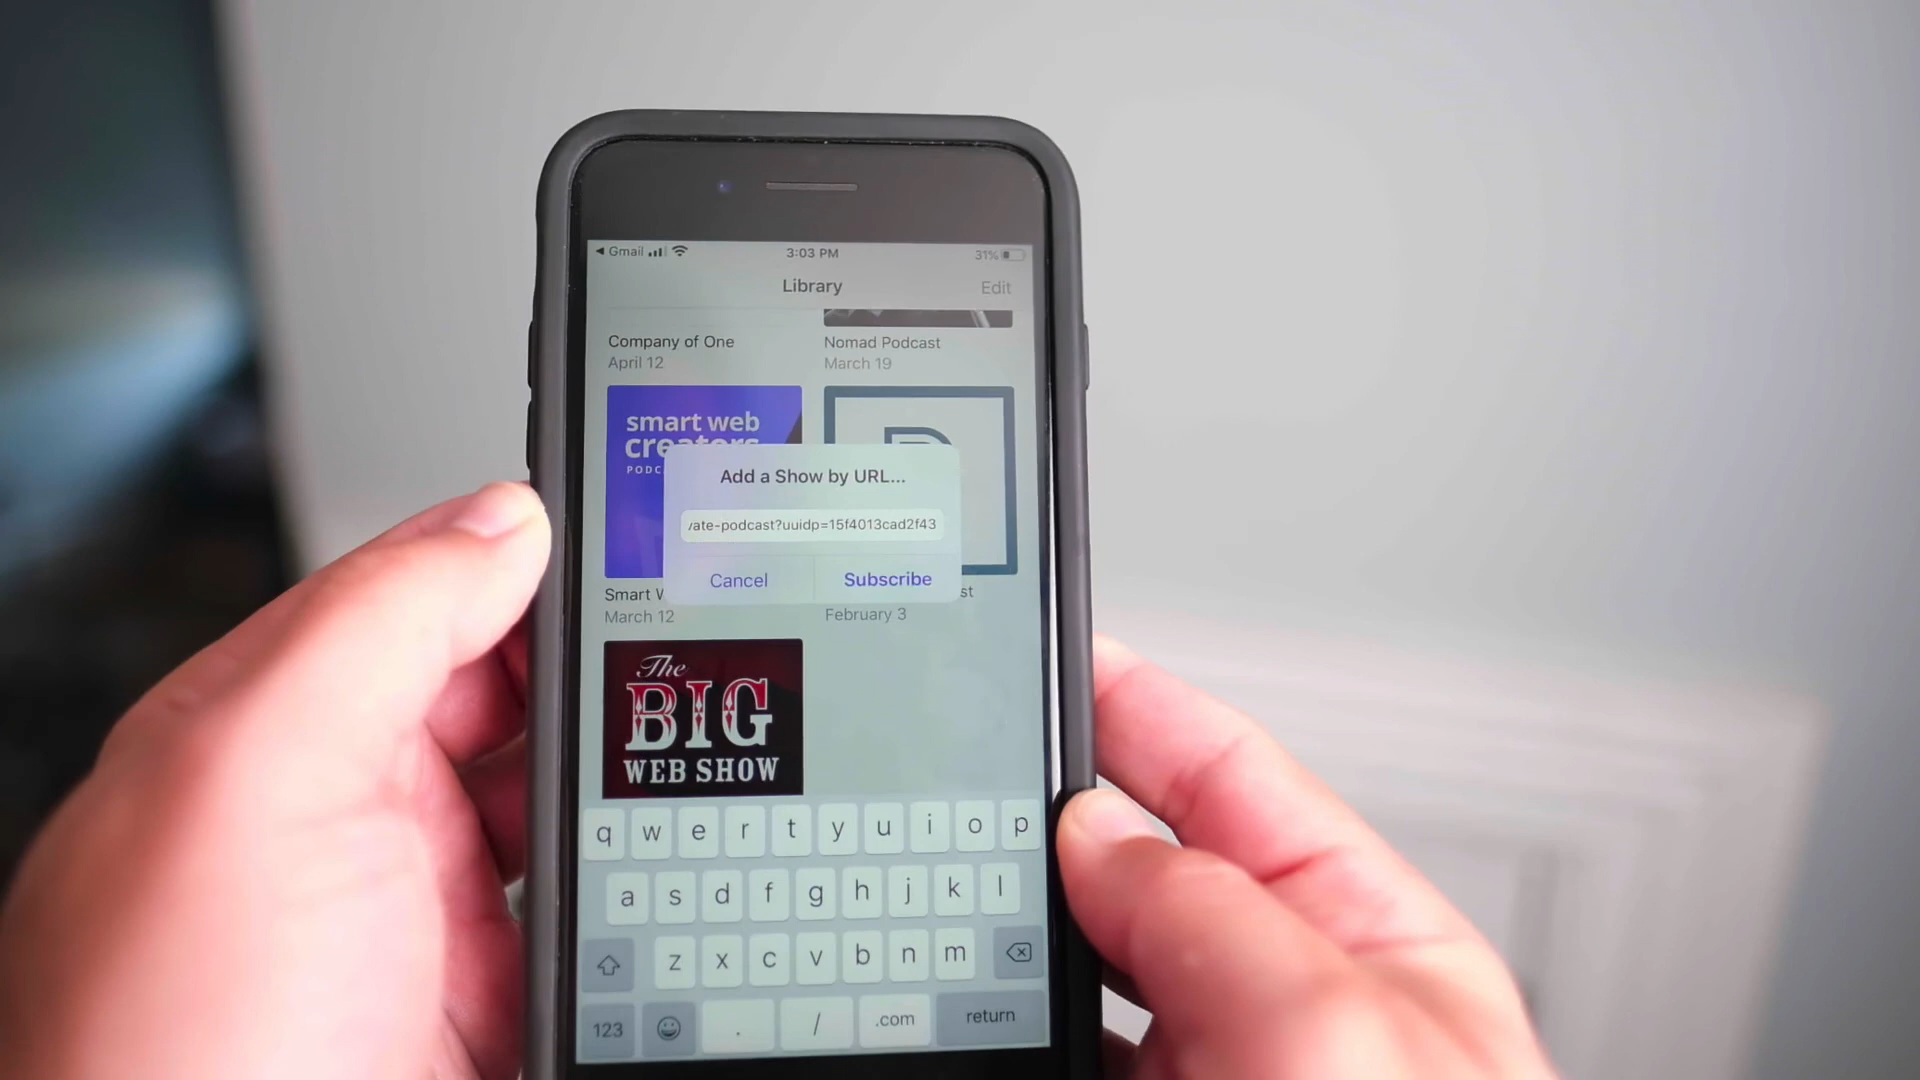 ◀ Gmail
3:03 PM
31%
Library
Edit
Company of One
April 12
Nomad Podcast
March 19
smart web
creators
Add a Show by URL...
/ate-podcast?uuidp=15f4013cad2f43
Cancel
Subscribe
Smart
March 12
st
February 3
The
BIG
WEB SHOW
q w e r t y u i o p
a s d f g h j k l
z x c v b n m
123
.
/
.com
return